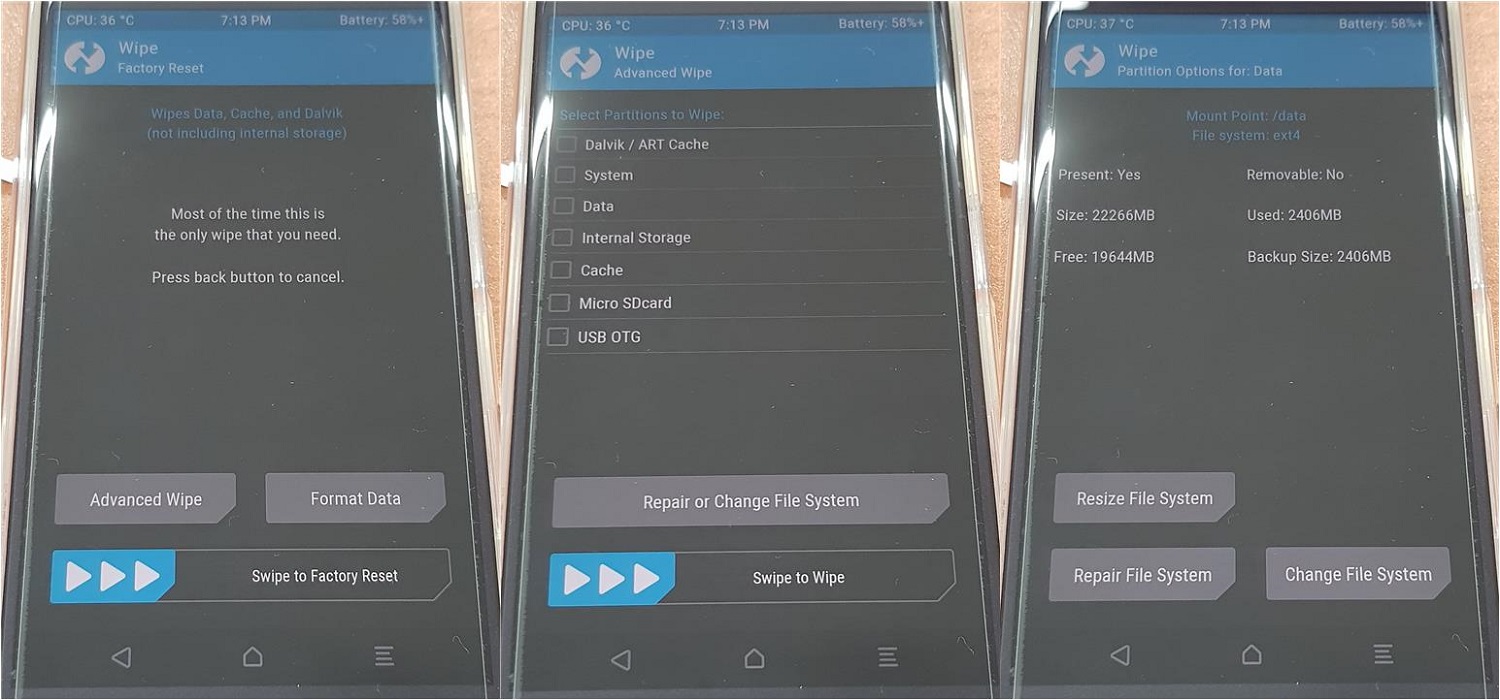 CPU: 36 °C 7:13 PM Battery: 58%+
Wipe
Factory Reset
Wipes Data, Cache, and Dalvik
(not including internal storage)
Most of the time this is
the only wipe that you need.
Press back button to cancel.
Advanced Wipe Format Data
Swipe to Factory Reset
CPU: 36 °C 7:13 PM Battery: 58%+
Wipe
Advanced Wipe
Select Partitions to Wipe:
Dalvik / ART Cache
System
Data
Internal Storage
Cache
Micro SDcard
USB OTG
Repair or Change File System
Swipe to Wipe
CPU: 37 °C 7:13 PM Battery: 58%+
Wipe
Partition Options for: Data
Mount Point: /data
File system: ext4
Present: Yes Removable: No
Size: 22266MB Used: 2406MB
Free: 19644MB Backup Size: 2406MB
Resize File System
Repair File System Change File System